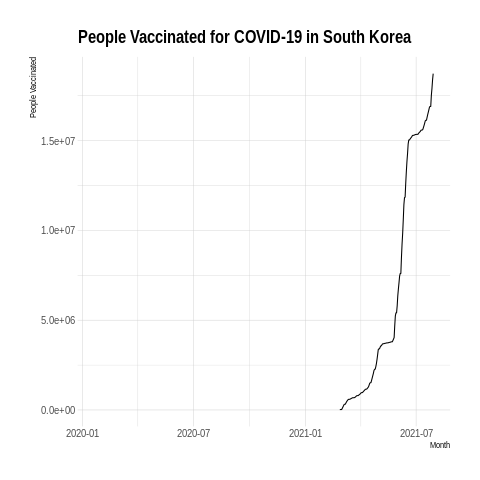 People Vaccinated for COVID-19 in South Korea
People Vaccinated
1.5e+07
1.0e+07
5.0e+06
0.0e+00
2020-01 2020-07 2021-01 2021-07
Month